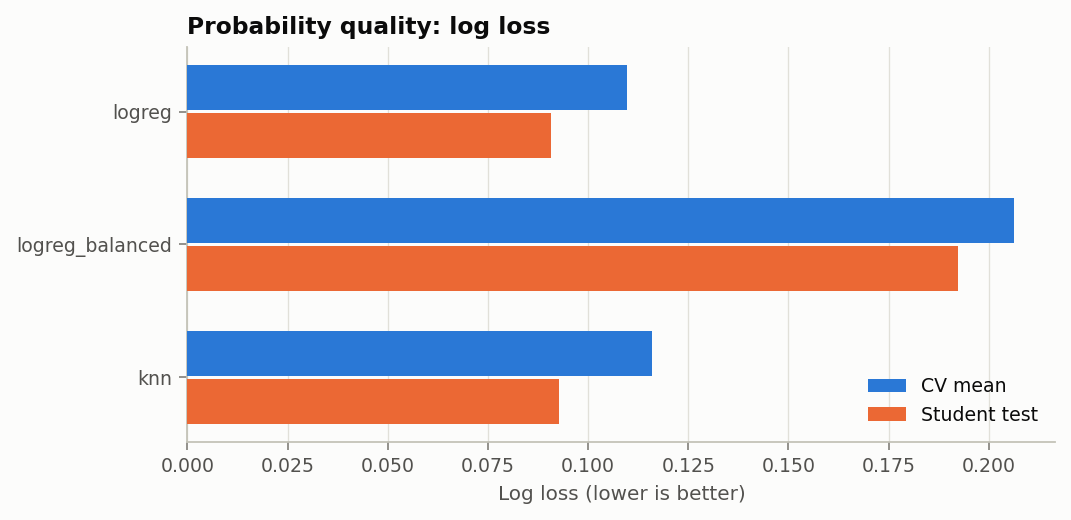 Probability quality: log loss
logreg
logreg_balanced
knn
CV mean
Student test
0.000 0.025 0.050 0.075 0.100 0.125 0.150 0.175 0.200
Log loss (lower is better)